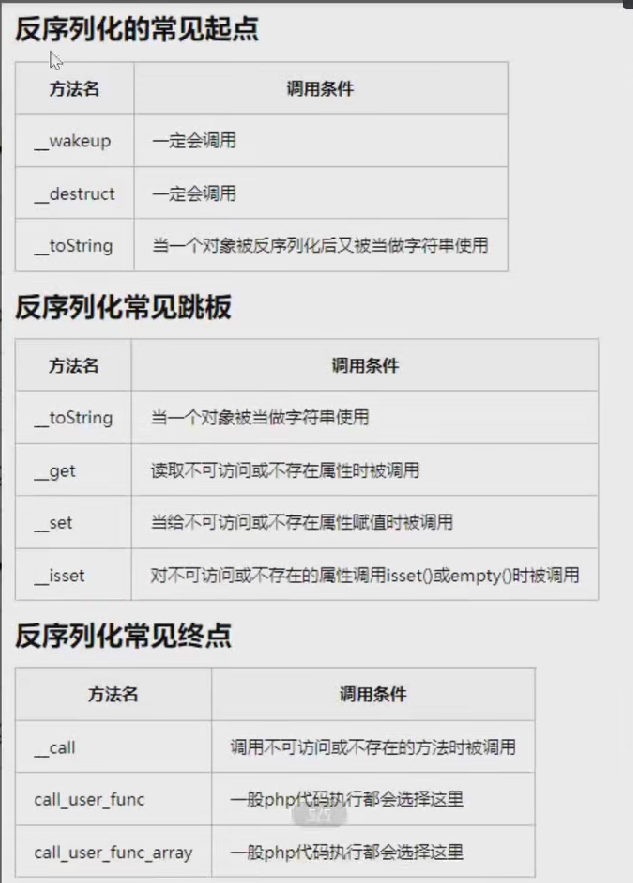 反序列化的常见起点
方法名 调用条件
__wakeup 一定会调用
__destruct 一定会调用
__toString 当一个对象被反序列化后又被当做字符串使用
反序列化常见跳板
方法名 调用条件
__toString 当一个对象被当做字符串使用
__get 读取不可访问或不存在属性时被调用
__set 当给不可访问或不存在属性赋值时被调用
__isset 对不可访问或不存在的属性调用isset()或empty()时被调用
反序列化常见终点
方法名 调用条件
__call 调用不可访问或不存在的方法时被调用
call_user_func 一般php代码执行都会选择这里
5/5
call_user_func_array 一般php代码执行都会选择这里